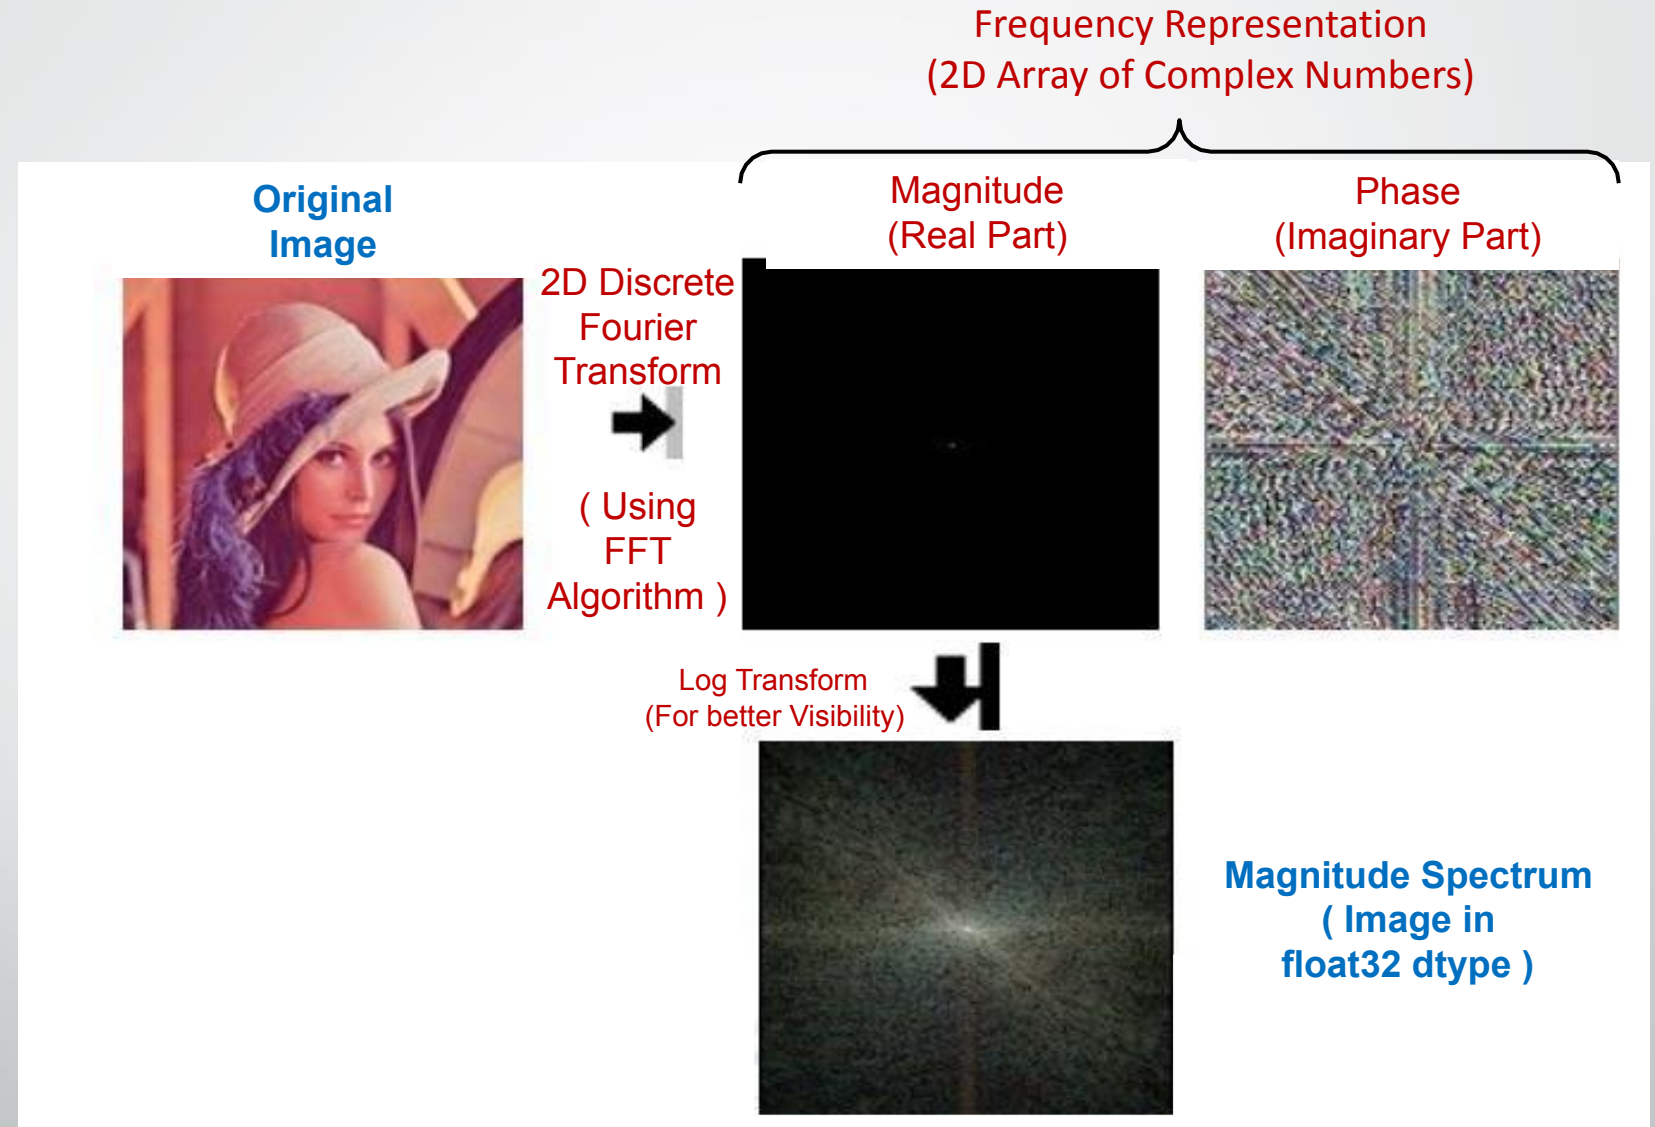 Frequency Representation
(2D Array of Complex Numbers)
Original
Image
2D Discrete
Fourier
Transform
( Using
FFT
Algorithm )
Magnitude
(Real Part)
Phase
(Imaginary Part)
Log Transform
(For better Visibility)
Magnitude Spectrum
( Image in
float32 dtype )